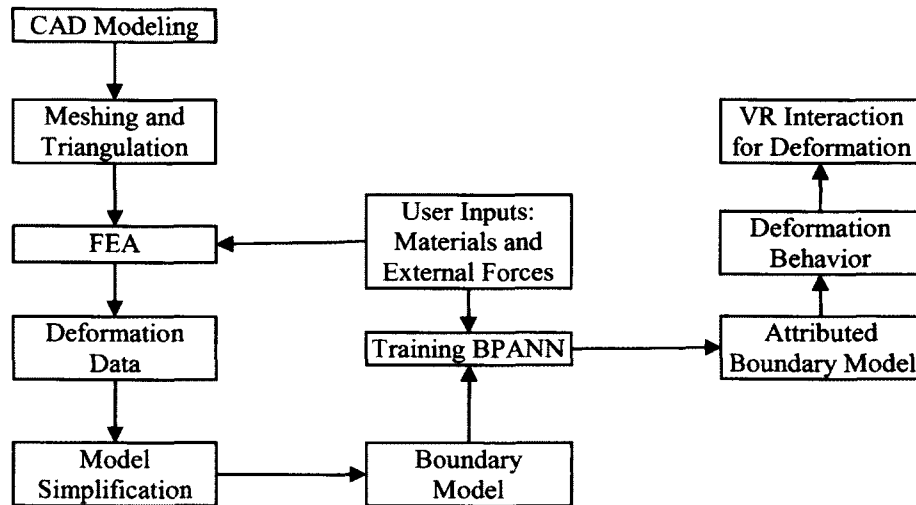 CAD Modeling
Meshing and
Triangulation
FEA
Deformation
Data
Model
Simplification
User Inputs:
Materials and
External Forces
Training BPANN
Boundary
Model
VR Interaction
for Deformation
Deformation
Behavior
Attributed
Boundary Model